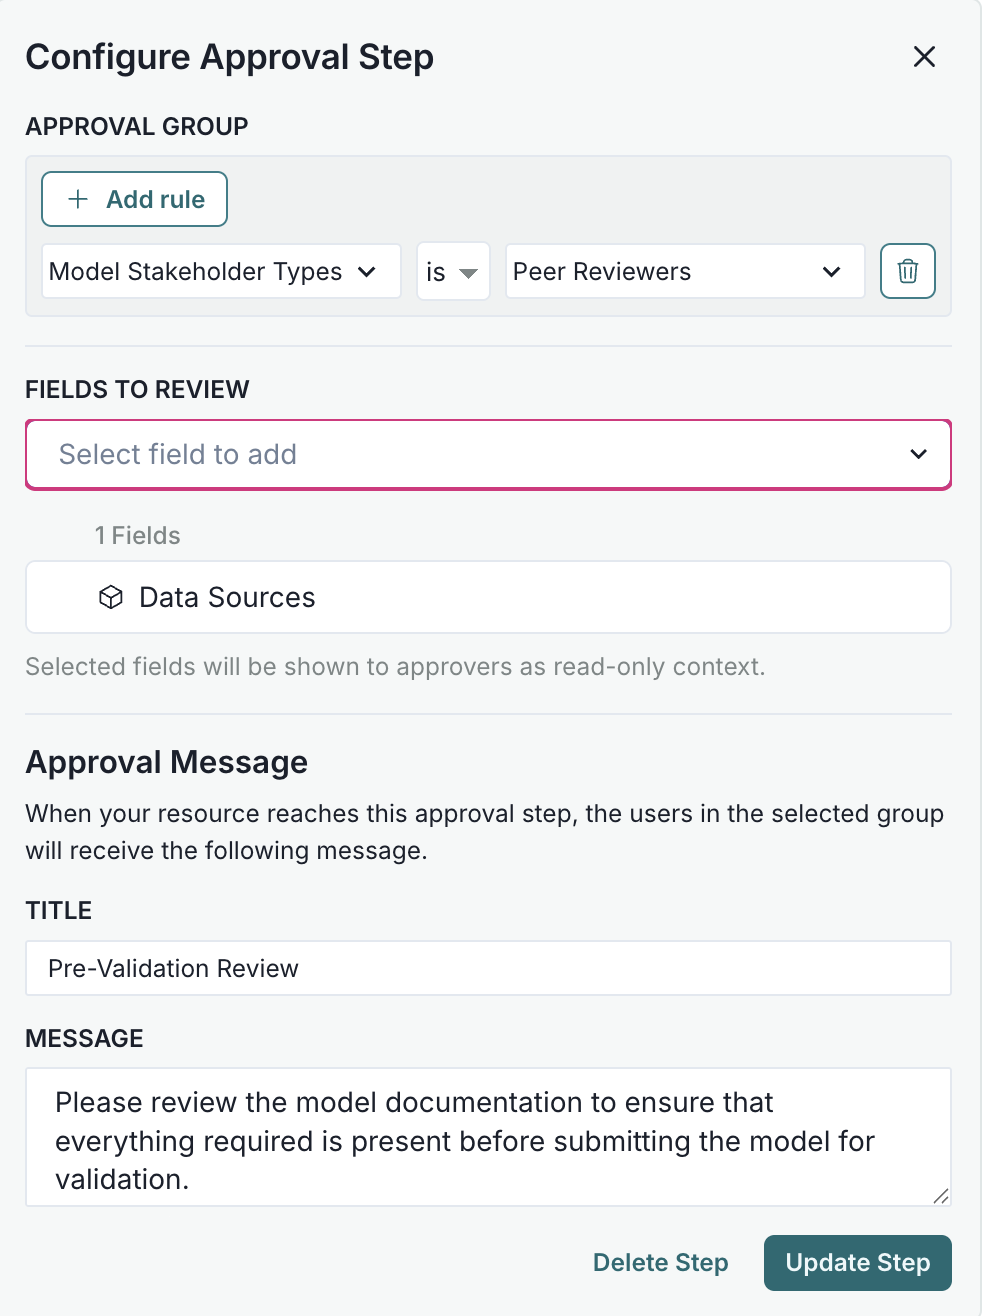 Configure Approval Step
APPROVAL GROUP
Add rule
Model Stakeholder Types is Peer Reviewers
FIELDS TO REVIEW
Select field to add
1 Fields
Data Sources
Selected fields will be shown to approvers as read-only context.
Approval Message
When your resource reaches this approval step, the users in the selected group
will receive the following message.
TITLE
Pre-Validation Review
MESSAGE
Please review the model documentation to ensure that
everything required is present before submitting the model for
validation.
Delete Step Update Step